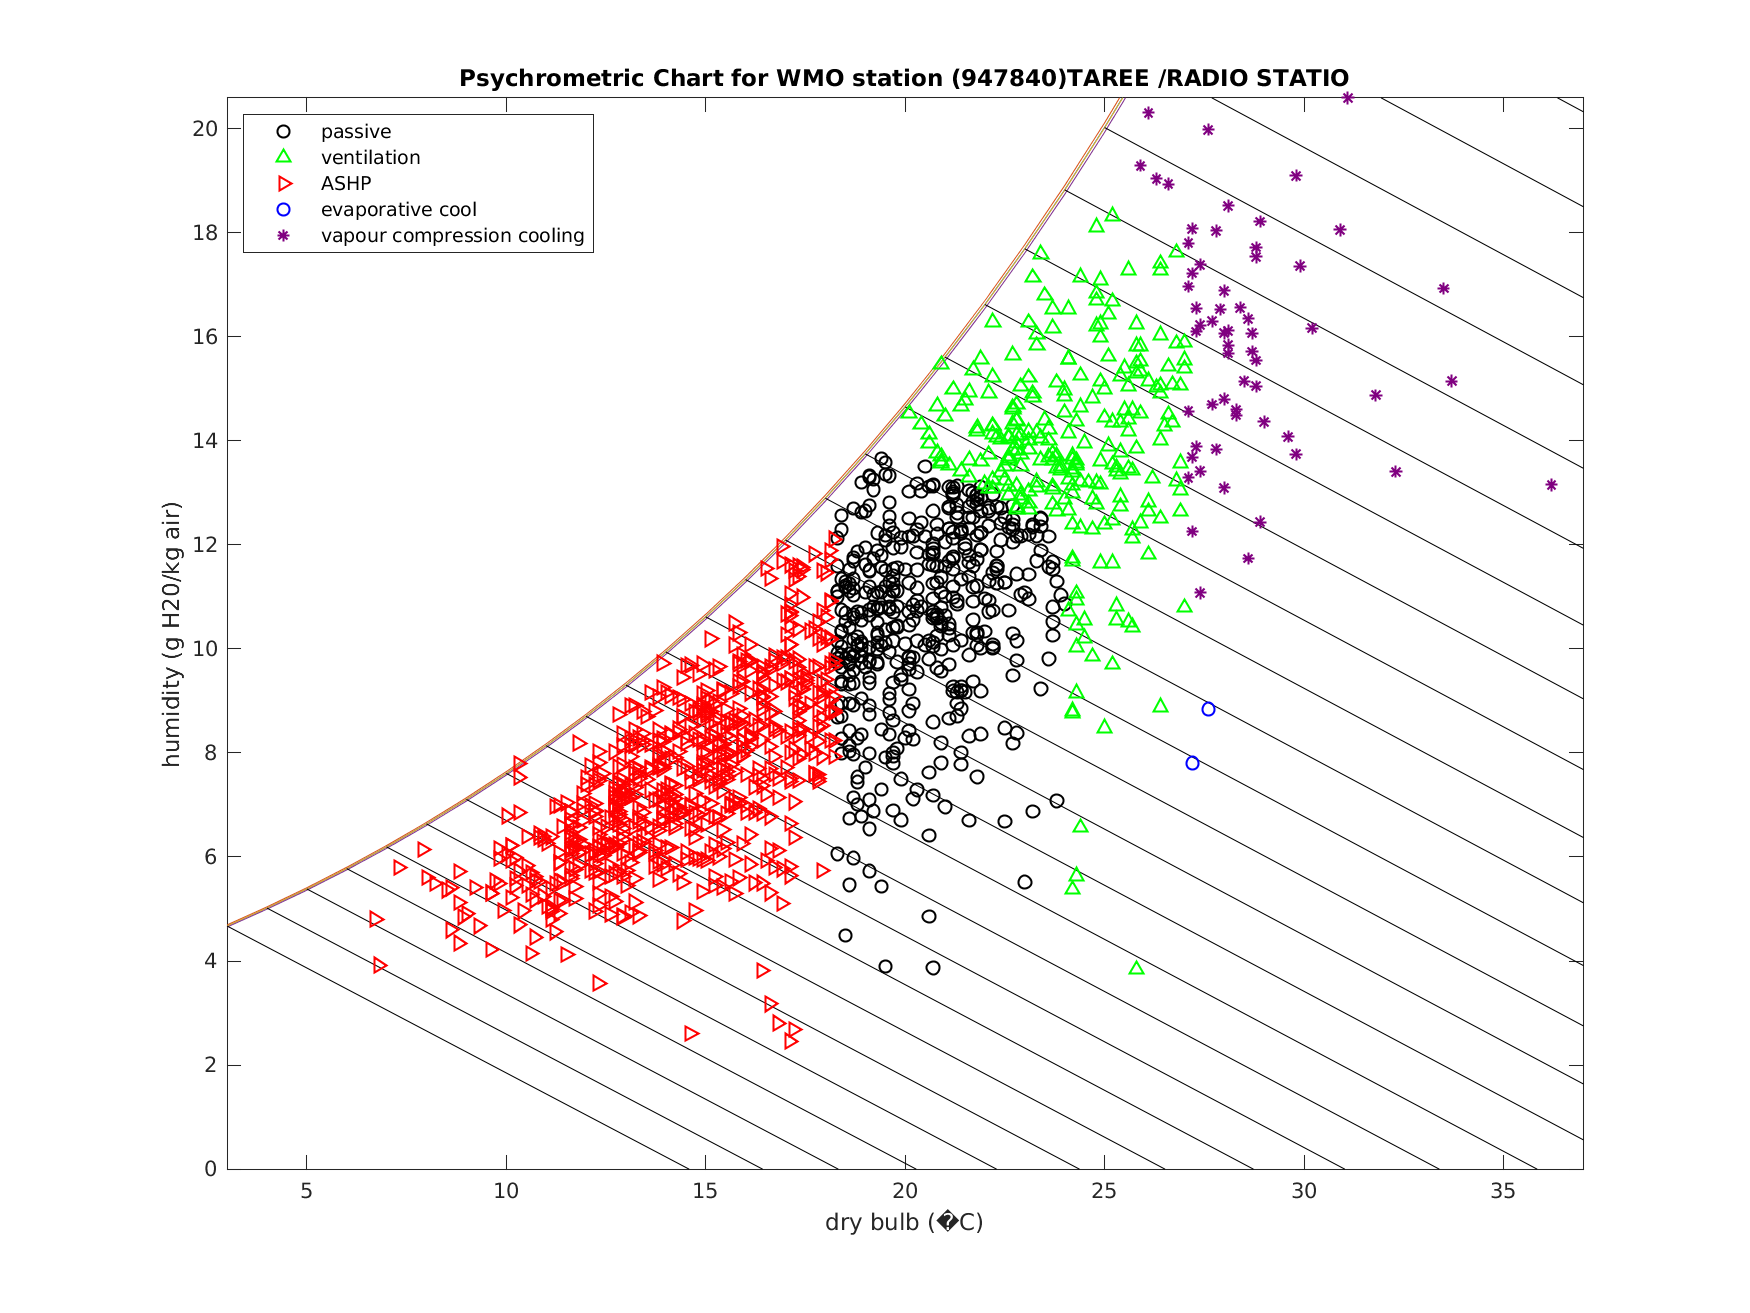 Psychrometric Chart for WMO station (947840)TAREE /RADIO STATIO
passive
ventilation
ASHP
evaporative cool
vapour compression cooling
humidity (g H20/kg air)
20
18
16
14
12
10
8
6
4
2
0
5 10 15 20 25 30 35
dry bulb (�C)